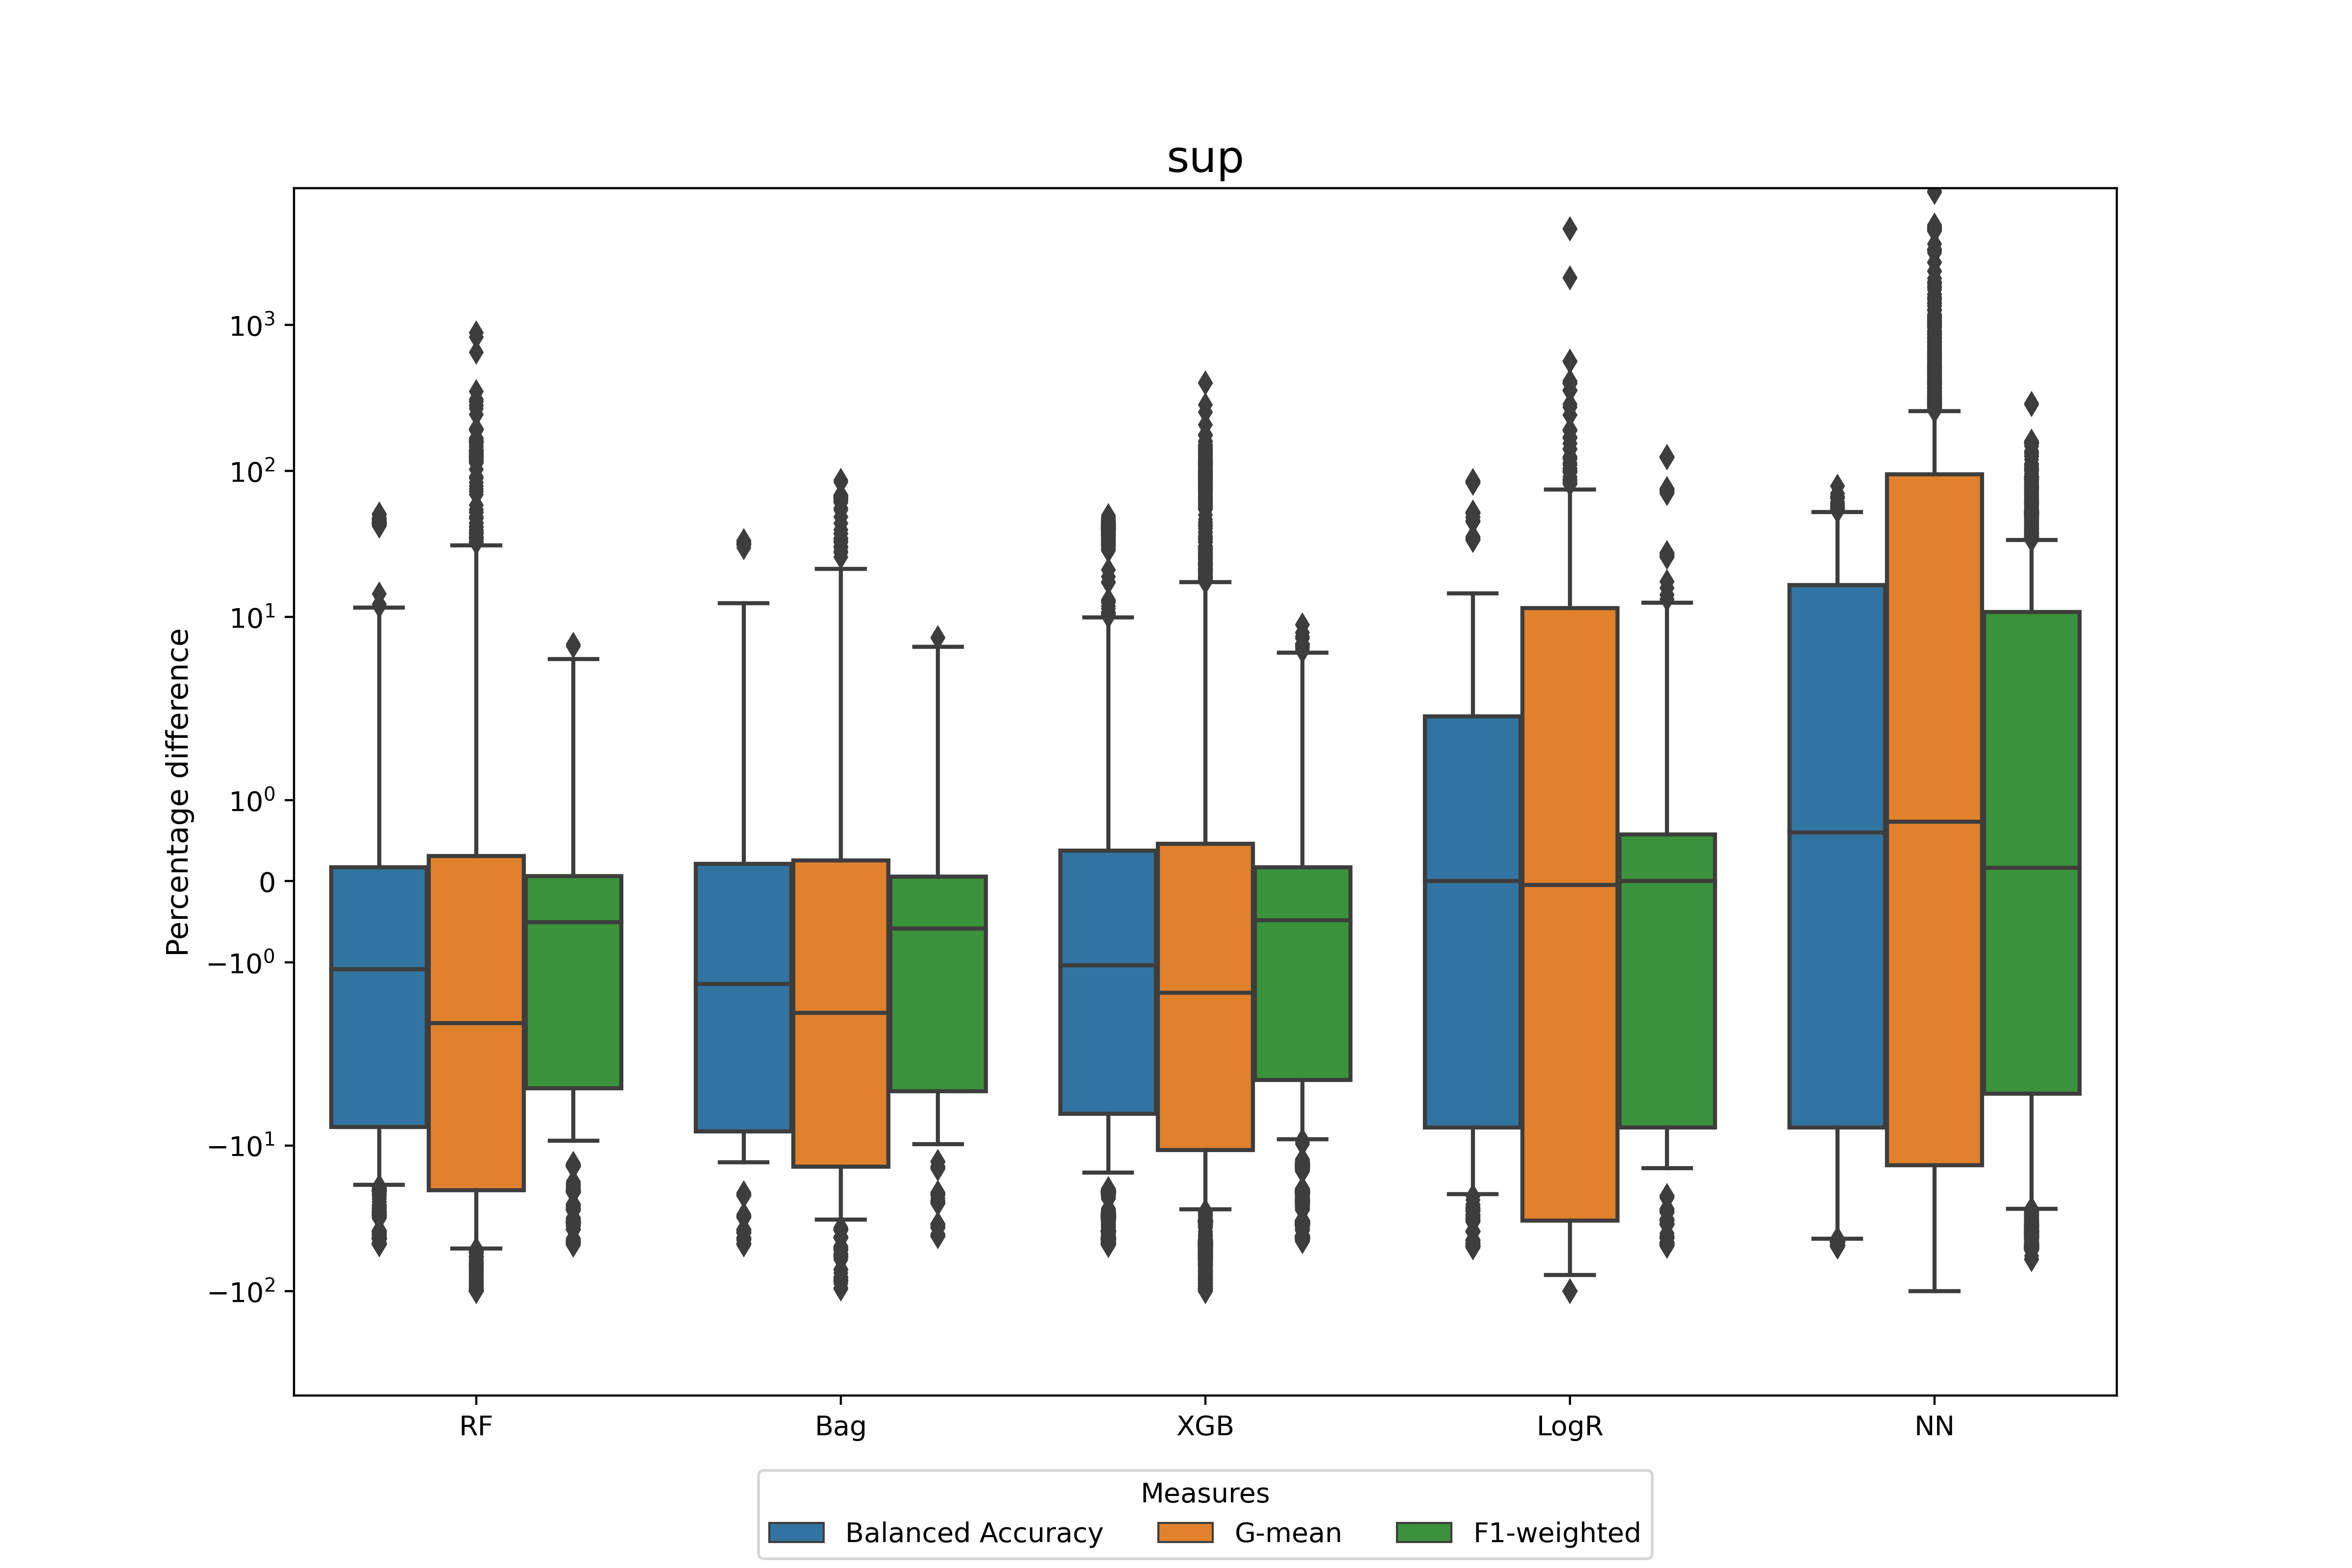 sup
Percentage difference
10³
10²
10¹
10⁰
0
−10⁰
−10¹
−10²
RF Bag XGB LogR NN
Measures
Balanced Accuracy G-mean F1-weighted